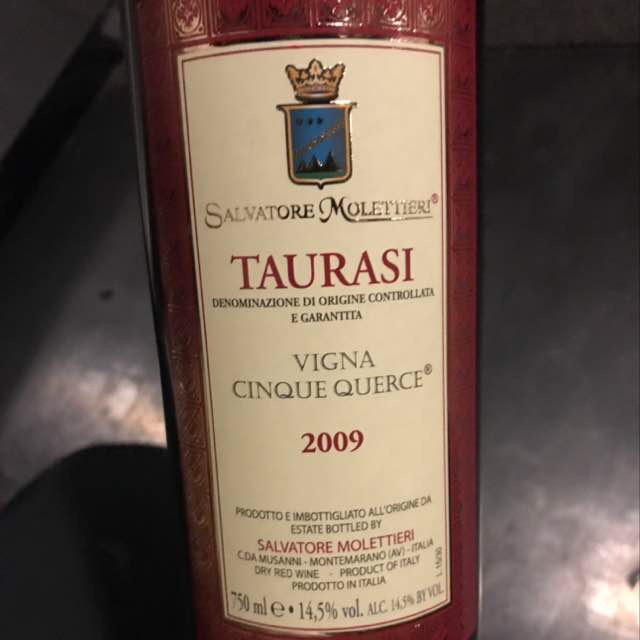 SALVATORE MOLETTIERI®
TAURASI
DENOMINAZIONE DI ORIGINE CONTROLLATA
E GARANTITA
VIGNA
CINQUE QUERCE®
2009
PRODOTTO E IMBOTTIGLIATO ALL'ORIGINE DA
ESTATE BOTTLED BY
SALVATORE MOLETTIERI
C.DA MUSANNI - MONTEMARANO (AV) - ITALIA
DRY RED WINE - PRODUCT OF ITALY
PRODOTTO IN ITALIA
750 ml e • 14,5% vol. ALC. 14,5% BY VOL.